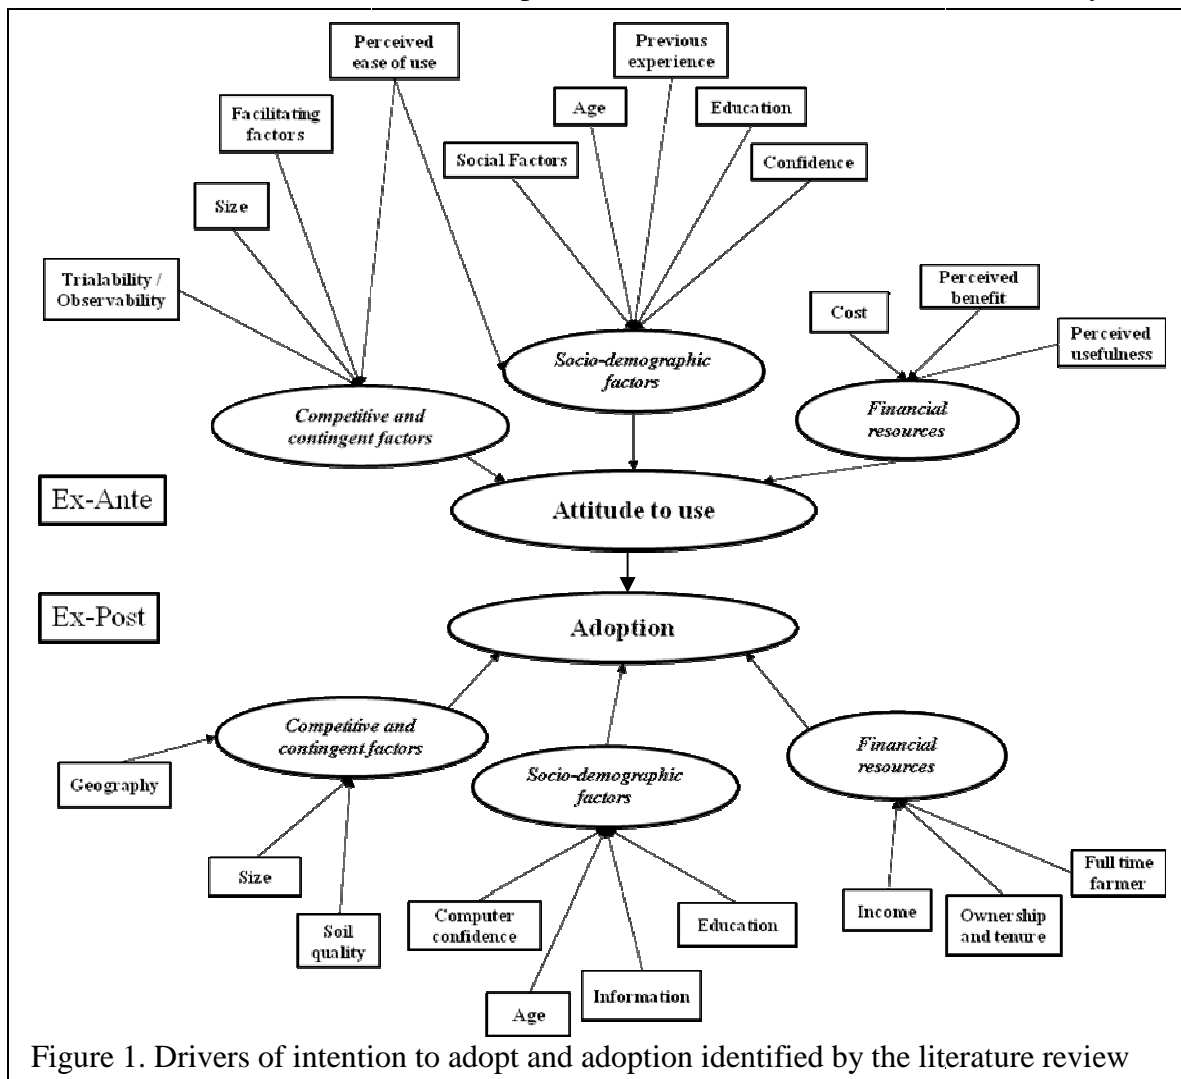 Perceived
ease of use
Previous
experience
Facilitating
factors
Age
Education
Social Factors
Confidence
Size
Trialability /
Observability
Perceived
benefit
Cost
Perceived
usefulness
Socio-demographic
factors
Competitive and
contingent factors
Financial
resources
Ex-Ante
Attitude to use
Ex-Post
Adoption
Competitive and
contingent factors
Socio-demographic
factors
Financial
resources
Geography
Size
Soil
quality
Computer
confidence
Age
Information
Education
Income
Ownership
and tenure
Full time
farmer
Figure 1. Drivers of intention to adopt and adoption identified by the literature review